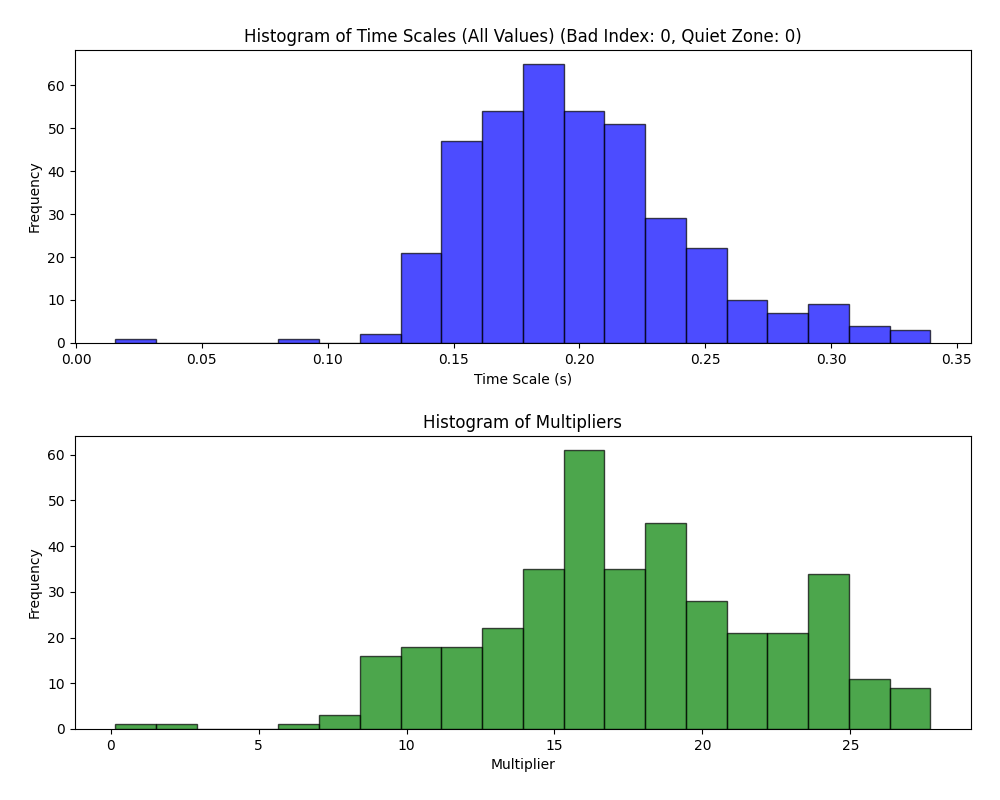 Histogram of Time Scales (All Values) (Bad Index: 0, Quiet Zone: 0)
Frequency
60
50
40
30
20
10
0
0.00 0.05 0.10 0.15 0.20 0.25 0.30 0.35
Time Scale (s)
Histogram of Multipliers
Frequency
60
50
40
30
20
10
0
0 5 10 15 20 25
Multiplier